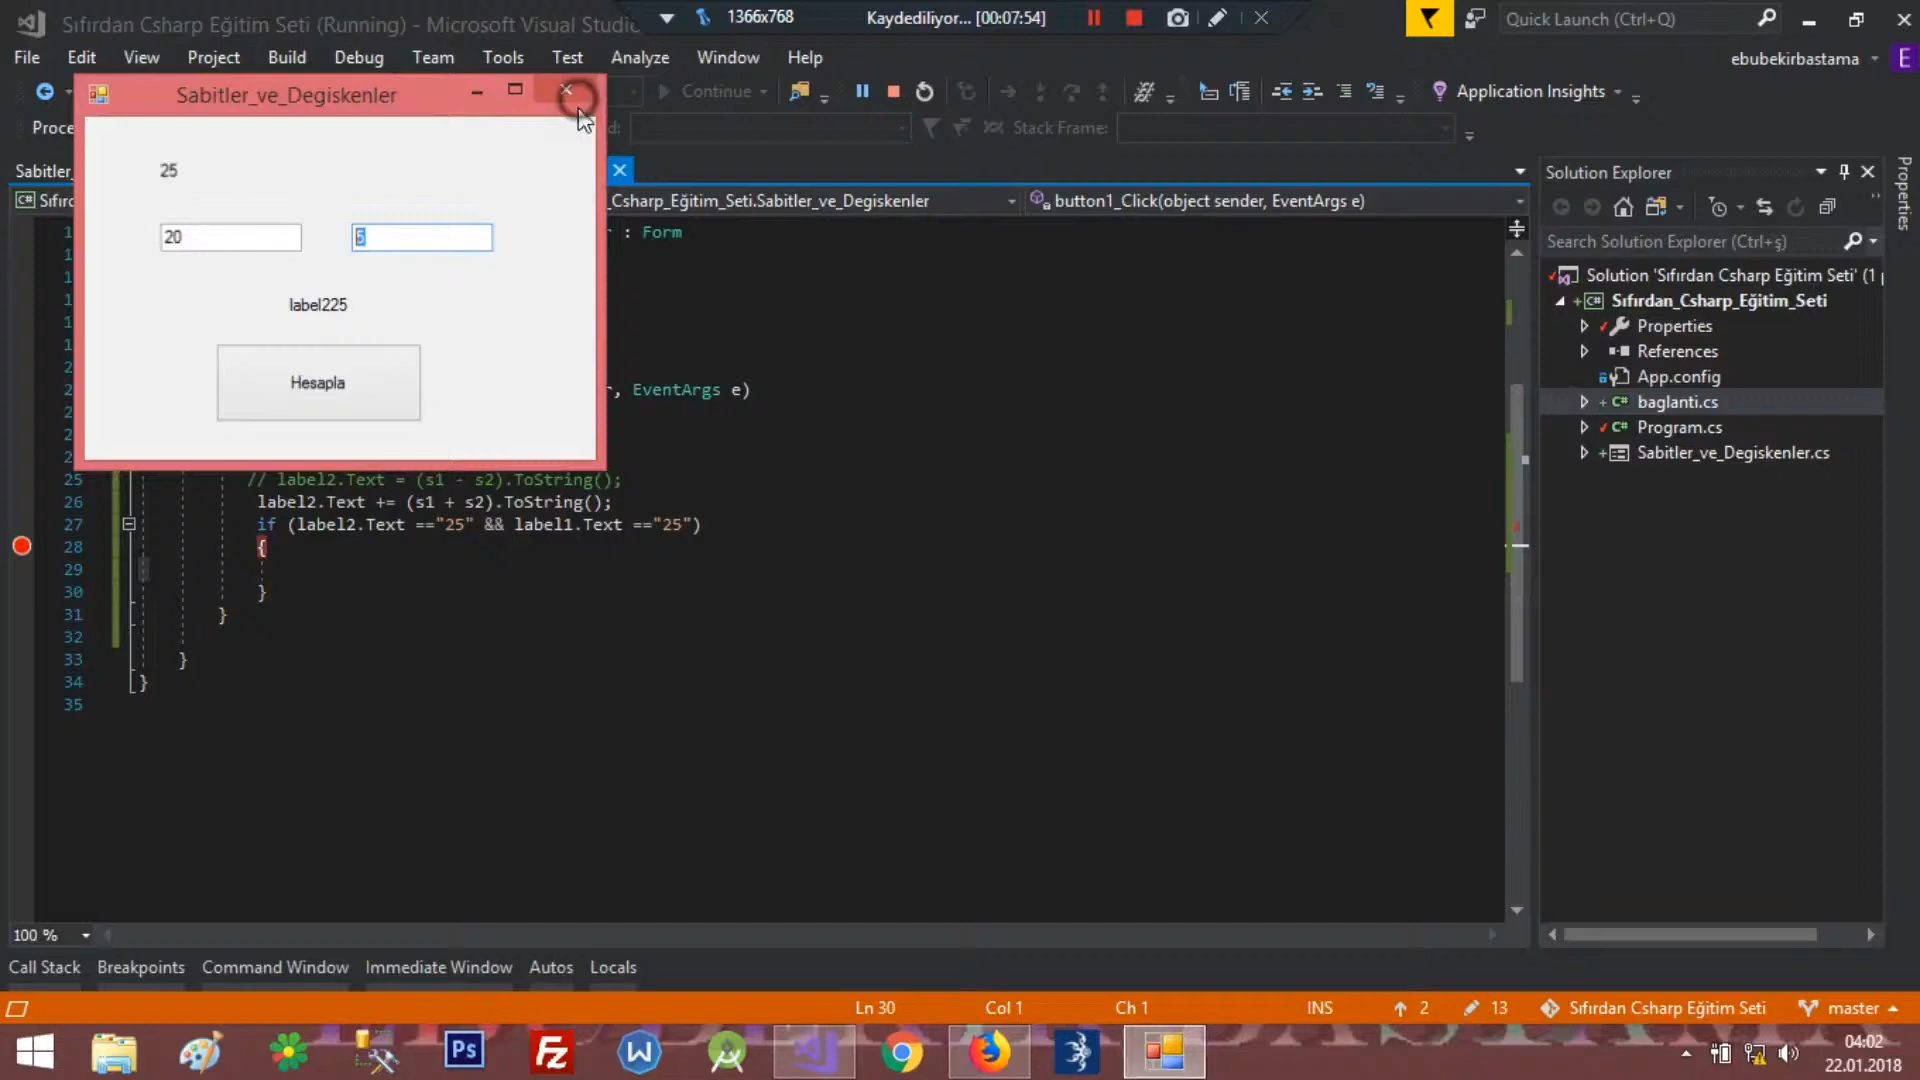 Sıfırdan Csharp Eğitim Seti (Running) - Microsoft Visual Studio
1366x768
Kaydediliyor... [00:07:54]
Quick Launch (Ctrl+Q)
File Edit View Project Build Debug Team Tools Test Analyze Window Help
ebubekirbastama
E
Sabitler_ve_Degiskenler
Continue
Application Insights
Stack Frame:
25
20
5
label225
Hesapla
button1_Click(object sender, EventArgs e)
: Form
EventArgs e)
25 // label2.Text = (s1 - s2).ToString();
26 label2.Text += (s1 + s2).ToString();
27 if (label2.Text =="25" && label1.Text =="25")
28 {
29
30 }
31 }
32
33 }
34 }
35
100 %
Solution Explorer
Search Solution Explorer (Ctrl+ş)
Solution 'Sıfırdan Csharp Eğitim Seti' (1
Sıfırdan_Csharp_Eğitim_Seti
Properties
References
App.config
baglanti.cs
Program.cs
Sabitler_ve_Degiskenler.cs
Properties
Call Stack Breakpoints Command Window Immediate Window Autos Locals
Ln 30 Col 1 Ch 1 INS 2 13 Sıfırdan Csharp Eğitim Seti master
Ps
Fz
W
04:02
22.01.2018